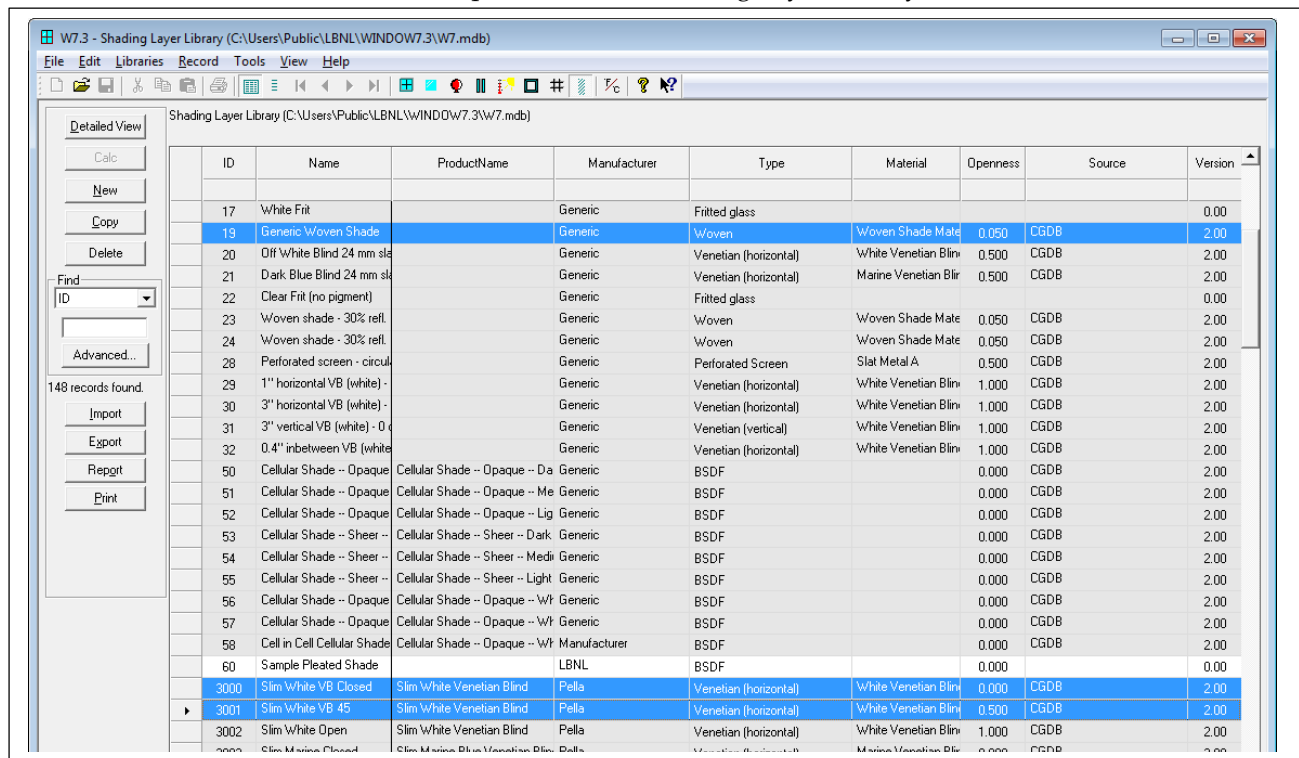 W7.3 - Shading Layer Library (C:\Users\Public\LBNL\WINDOW7.3\W7.mdb)
File Edit Libraries Record Tools View Help
Shading Layer Library (C:\Users\Public\LBNL\WINDOW7.3\W7.mdb)
Detailed View
Calc
New
Copy
Delete
Find
ID
Advanced...
148 records found.
Import
Export
Report
Print
ID Name ProductName Manufacturer Type Material Openness Source Version
17 White Frit Generic Fritted glass 0.00
19 Generic Woven Shade Generic Woven Woven Shade Mate 0.050 CGDB 2.00
20 Off White Blind 24 mm sla Generic Venetian (horizontal) White Venetian Blin 0.500 CGDB 2.00
21 Dark Blue Blind 24 mm sla Generic Venetian (horizontal) Marine Venetian Blir 0.500 CGDB 2.00
22 Clear Frit (no pigment) Generic Fritted glass 0.00
23 Woven shade - 30% refl. Generic Woven Woven Shade Mate 0.050 CGDB 2.00
24 Woven shade - 30% refl. Generic Woven Woven Shade Mate 0.050 CGDB 2.00
28 Perforated screen - circul Generic Perforated Screen Slat Metal A 0.500 CGDB 2.00
29 1" horizontal VB (white) - Generic Venetian (horizontal) White Venetian Blin 1.000 CGDB 2.00
30 3" horizontal VB (white) - Generic Venetian (horizontal) White Venetian Blin 1.000 CGDB 2.00
31 3" vertical VB (white) - 0 Generic Venetian (vertical) White Venetian Blin 1.000 CGDB 2.00
32 0.4" inbetween VB (white Generic Venetian (horizontal) White Venetian Blin 1.000 CGDB 2.00
50 Cellular Shade -- Opaque Cellular Shade -- Opaque -- Da Generic BSDF 0.000 CGDB 2.00
51 Cellular Shade -- Opaque Cellular Shade -- Opaque -- Me Generic BSDF 0.000 CGDB 2.00
52 Cellular Shade -- Opaque Cellular Shade -- Opaque -- Lig Generic BSDF 0.000 CGDB 2.00
53 Cellular Shade -- Sheer -- Cellular Shade -- Sheer -- Dark Generic BSDF 0.000 CGDB 2.00
54 Cellular Shade -- Sheer -- Cellular Shade -- Sheer -- Medi Generic BSDF 0.000 CGDB 2.00
55 Cellular Shade -- Sheer -- Cellular Shade -- Sheer -- Light Generic BSDF 0.000 CGDB 2.00
56 Cellular Shade -- Opaque Cellular Shade -- Opaque -- Wh Generic BSDF 0.000 CGDB 2.00
57 Cellular Shade -- Opaque Cellular Shade -- Opaque -- Wh Generic BSDF 0.000 CGDB 2.00
58 Cell in Cell Cellular Shade Cellular Shade -- Opaque -- Wh Manufacturer BSDF 0.000 CGDB 2.00
60 Sample Pleated Shade LBNL BSDF 0.000 0.00
3000 Slim White VB Closed Slim White Venetian Blind Pella Venetian (horizontal) White Venetian Blin 0.000 CGDB 2.00
3001 Slim White VB 45 Slim White Venetian Blind Pella Venetian (horizontal) White Venetian Blin 0.500 CGDB 2.00
3002 Slim White Open Slim White Venetian Blind Pella Venetian (horizontal) White Venetian Blin 1.000 CGDB 2.00
Slim Marine Closed Slim Marine Blue Venetian Blin Pella